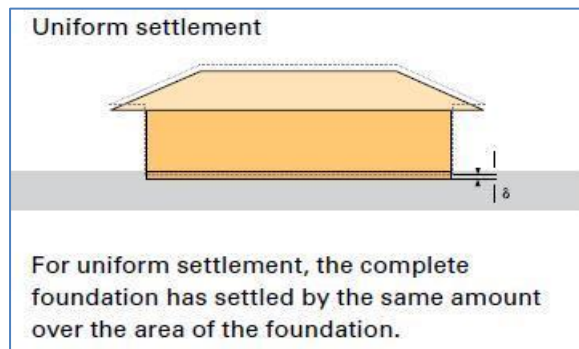 Uniform settlement
δ
For uniform settlement, the complete
foundation has settled by the same amount
over the area of the foundation.